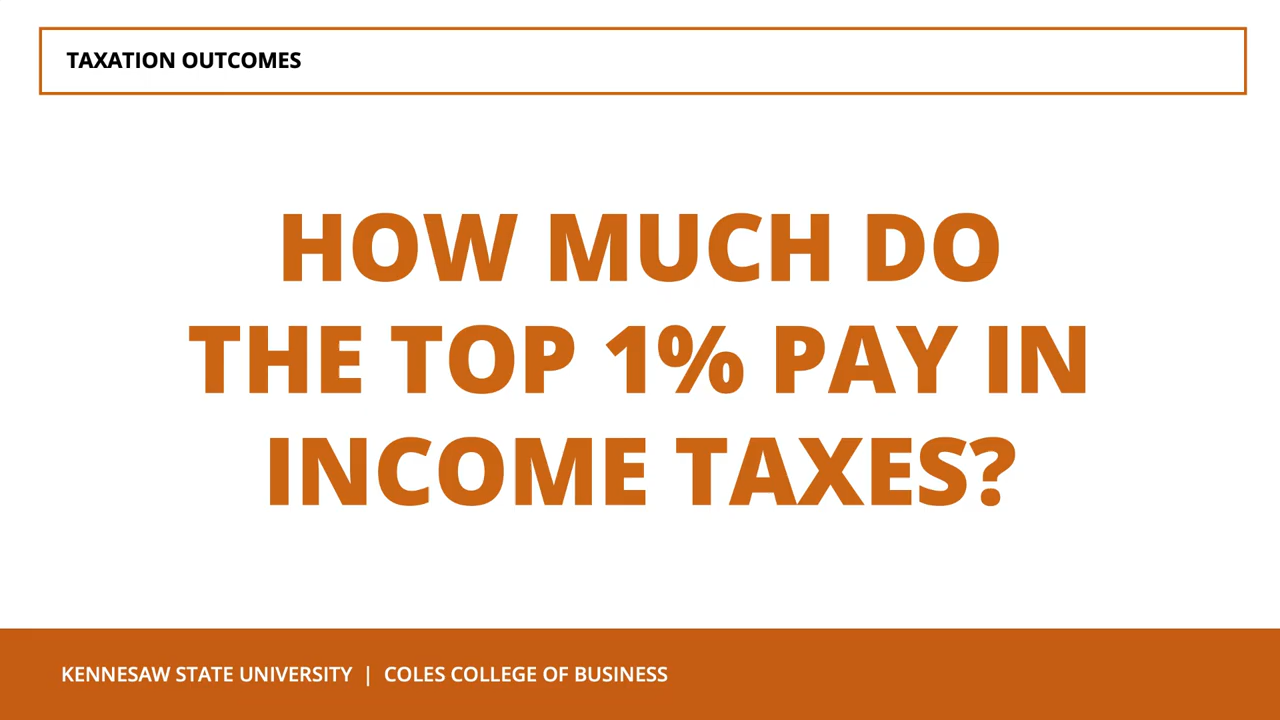 TAXATION OUTCOMES
HOW MUCH DO
THE TOP 1% PAY IN
INCOME TAXES?
KENNESAW STATE UNIVERSITY | COLES COLLEGE OF BUSINESS